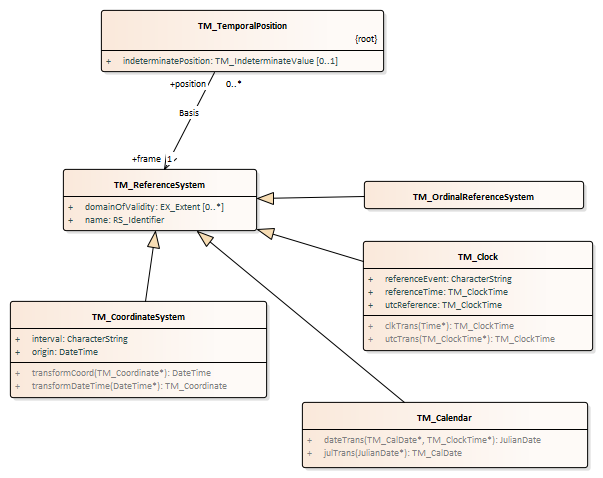 TM_TemporalPosition
{root}
+ indeterminatePosition: TM_IndeterminateValue [0..1]
+position 0..*
Basis
+frame 1
TM_ReferenceSystem
+ domainOfValidity: EX_Extent [0..*]
+ name: RS_Identifier
TM_OrdinalReferenceSystem
TM_Clock
+ referenceEvent: CharacterString
+ referenceTime: TM_ClockTime
+ utcReference: TM_ClockTime
+ clkTrans(Time*): TM_ClockTime
+ utcTrans(TM_ClockTime*): TM_ClockTime
TM_CoordinateSystem
+ interval: CharacterString
+ origin: DateTime
+ transformCoord(TM_Coordinate*): DateTime
+ transformDateTime(DateTime*): TM_Coordinate
TM_Calendar
+ dateTrans(TM_CalDate*, TM_ClockTime*): JulianDate
+ julTrans(JulianDate*): TM_CalDate